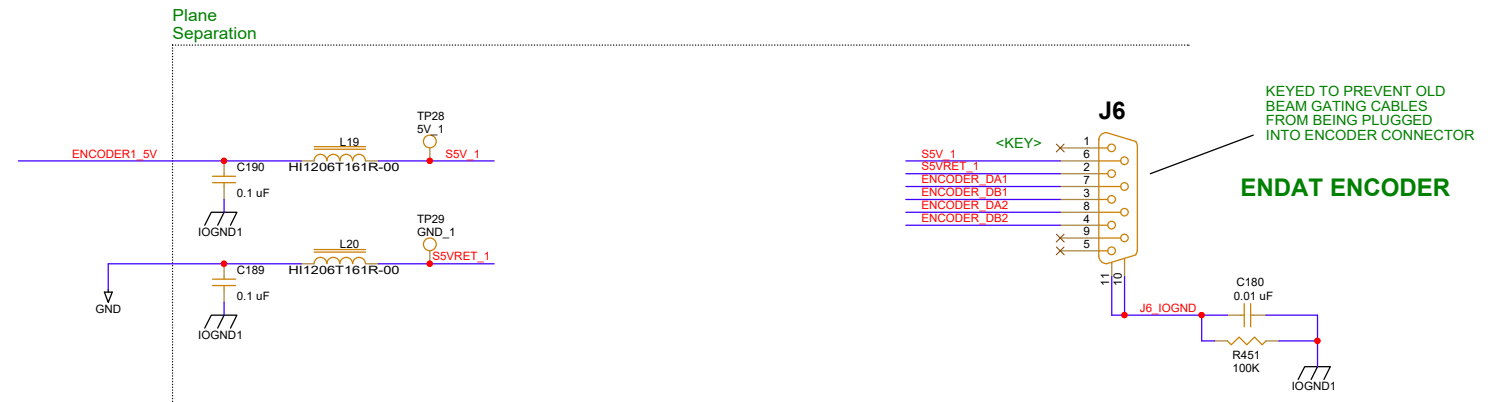 Plane
Separation
ENCODER1_5V
C190
0.1 uF
IOGND1
L19
HI1206T161R-00
TP28
5V_1
S5V_1
GND
C189
0.1 uF
IOGND1
L20
HI1206T161R-00
TP29
GND_1
S5VRET_1
J6
<KEY>
1
S5V_1
6
S5VRET_1
2
ENCODER_DA1
7
ENCODER_DB1
3
ENCODER_DA2
8
ENCODER_DB2
4
9
5
11
10
KEYED TO PREVENT OLD
BEAM GATING CABLES
FROM BEING PLUGGED
INTO ENCODER CONNECTOR
ENDAT ENCODER
J6_IOGND
C180
0.01 uF
R451
100K
IOGND1